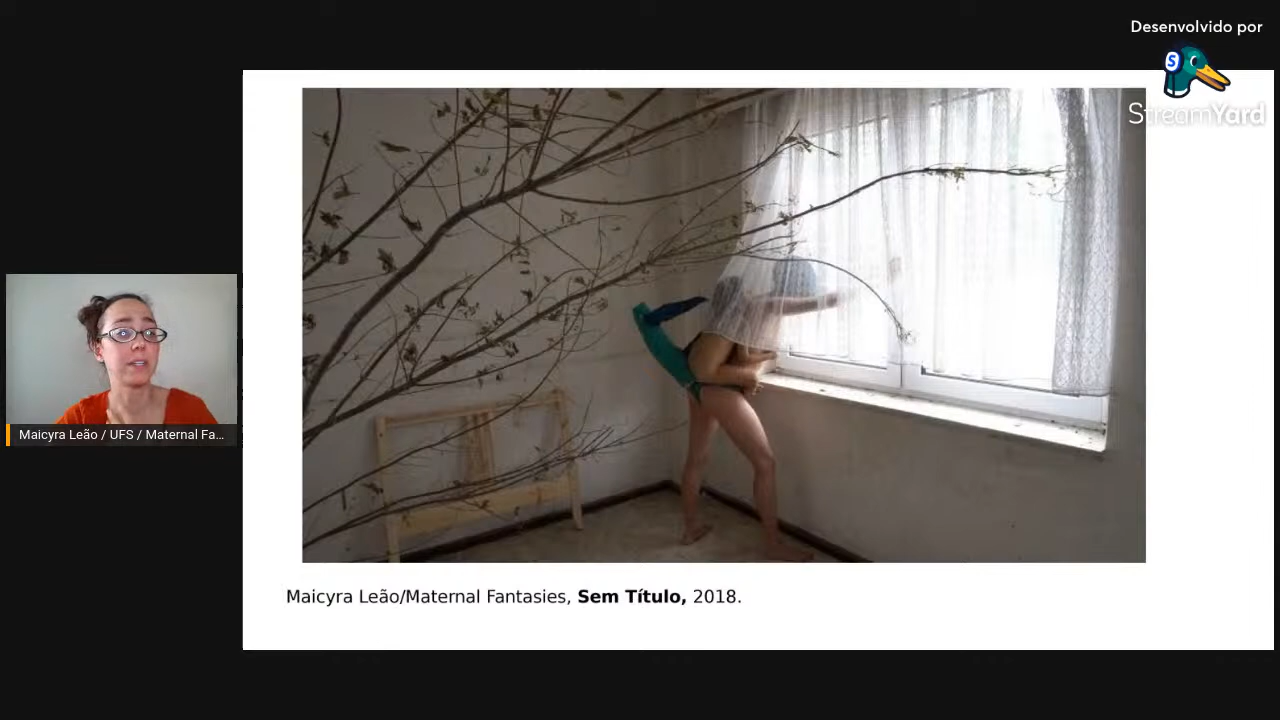 Desenvolvido por
StreamYard
Maicyra Leão / UFS / Maternal Fa...
Maicyra Leão/Maternal Fantasies, Sem Título, 2018.